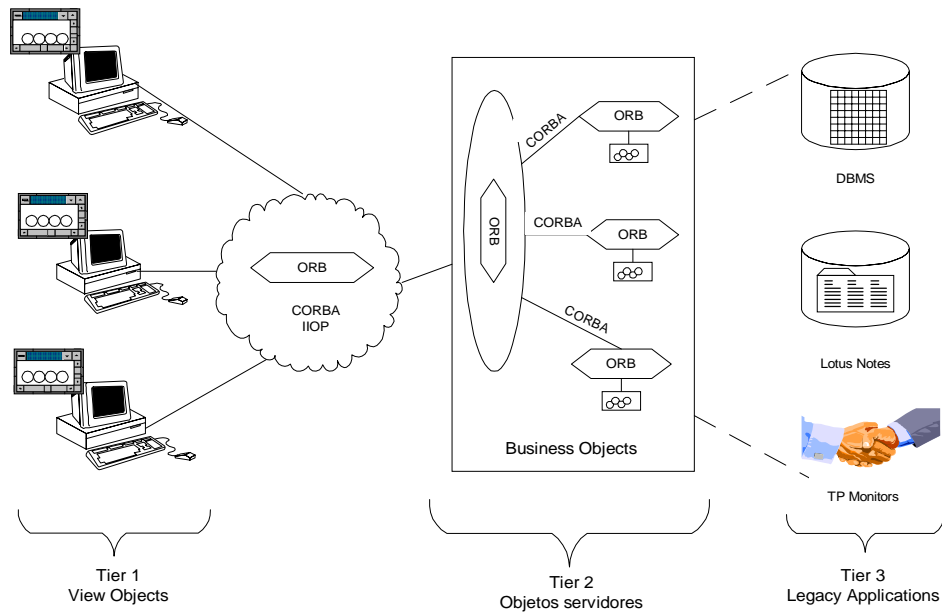 ORB
CORBA
IIOP
ORB
CORBA
ORB
CORBA
ORB
CORBA
ORB
Business Objects
DBMS
Lotus Notes
TP Monitors
Tier 1
View Objects
Tier 2
Objetos servidores
Tier 3
Legacy Applications